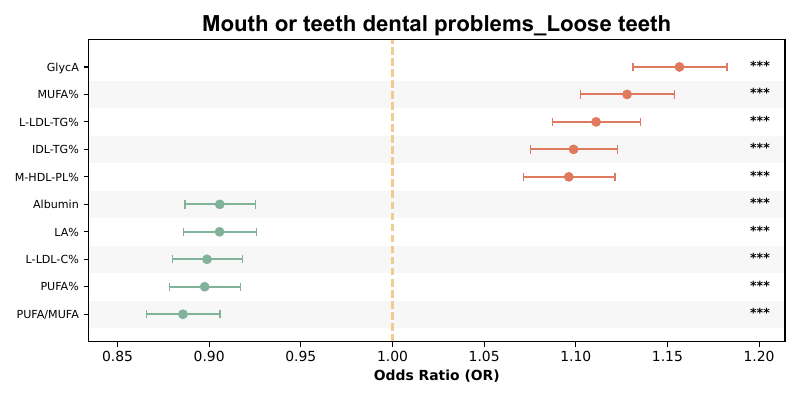 Mouth or teeth dental problems_Loose teeth
GlycA ***
MUFA% ***
L-LDL-TG% ***
IDL-TG% ***
M-HDL-PL% ***
Albumin ***
LA% ***
L-LDL-C% ***
PUFA% ***
PUFA/MUFA ***
0.85 0.90 0.95 1.00 1.05 1.10 1.15 1.20
Odds Ratio (OR)